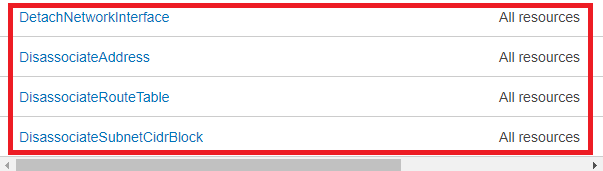 DetachNetworkInterface All resources
DisassociateAddress All resources
DisassociateRouteTable All resources
DisassociateSubnetCidrBlock All resources